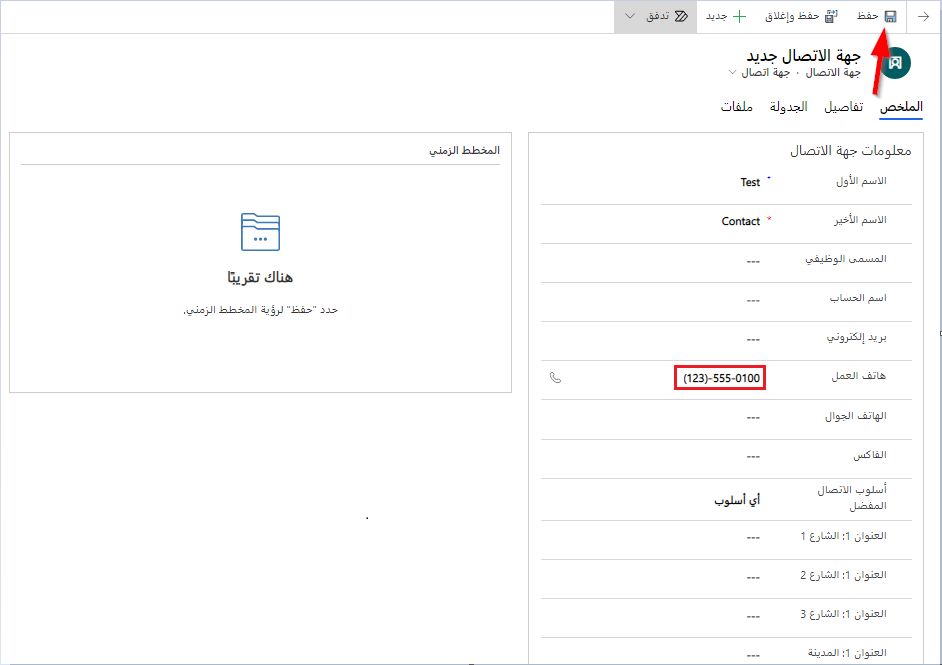 حفظ
حفظ وإغلاق
جديد
تدفق
جهة الاتصال جديد
جهة الاتصال · جهة اتصال
الملخص
تفاصيل
الجدولة
ملفات
معلومات جهة الاتصال
الاسم الأول * Test
الاسم الأخير * Contact
المسمى الوظيفي ---
اسم الحساب ---
بريد إلكتروني ---
هاتف العمل (123)-555-0100
الهاتف الجوال ---
الفاكس ---
أسلوب الاتصال
المفضل
أي أسلوب
العنوان 1: الشارع 1 ---
العنوان 1: الشارع 2 ---
العنوان 1: الشارع 3 ---
العنوان 1: المدينة ---
المخطط الزمني
هناك تقريبًا
حدد "حفظ" لرؤية المخطط الزمني.